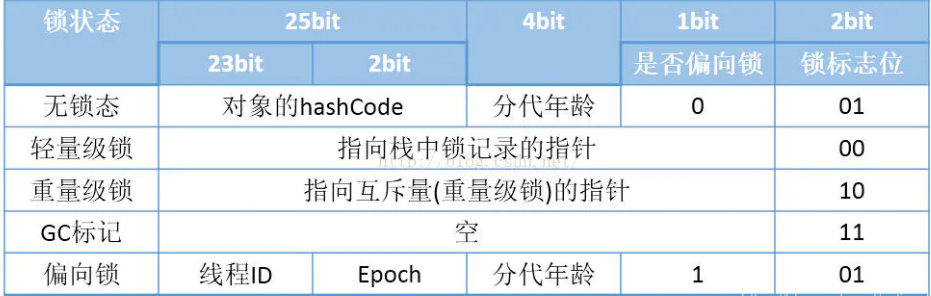 锁状态 25bit 4bit 1bit 2bit
23bit 2bit 是否偏向锁 锁标志位
无锁态 对象的hashCode 分代年龄 0 01
轻量级锁 指向栈中锁记录的指针 00
http://blog.csdn.net/
重量级锁 指向互斥量(重量级锁)的指针 10
GC标记 空 11
偏向锁 线程ID Epoch 分代年龄 1 01